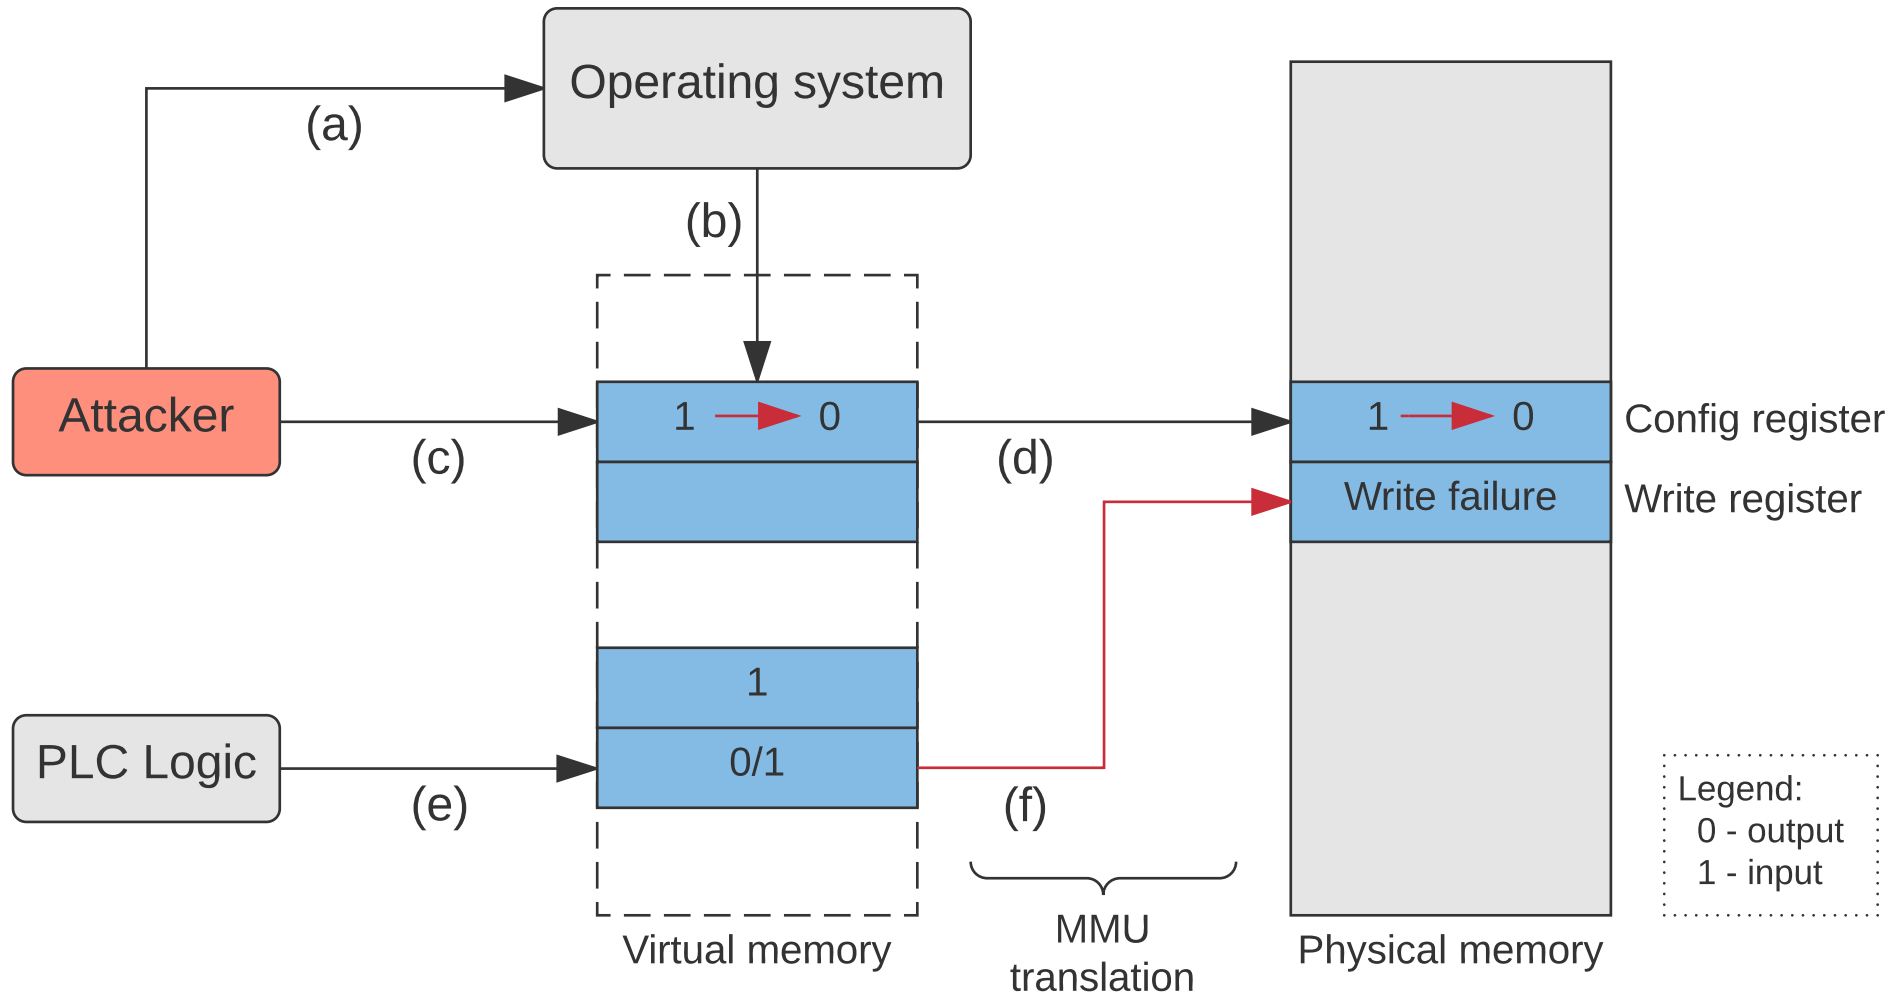 Operating system
(a)
(b)
Attacker
(c)
1 0
(d)
1 0
Config register
Write failure
Write register
1
PLC Logic
(e)
0/1
(f)
Legend:
0 - output
1 - input
Virtual memory
MMU
translation
Physical memory